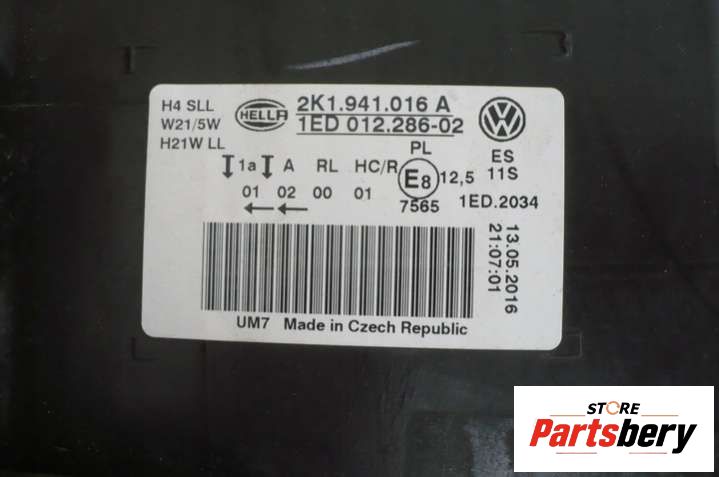 H4 SLL
W21/5W
H21W LL
HELLA
2K1.941.016 A
1ED 012.286-02
PL
ES
11S
1a A RL HC/R
E8 12,5
01 02 00 01
7565 1ED.2034
13.05.2016
21:07:01
UM7 Made in Czech Republic
STORE
Partsbery